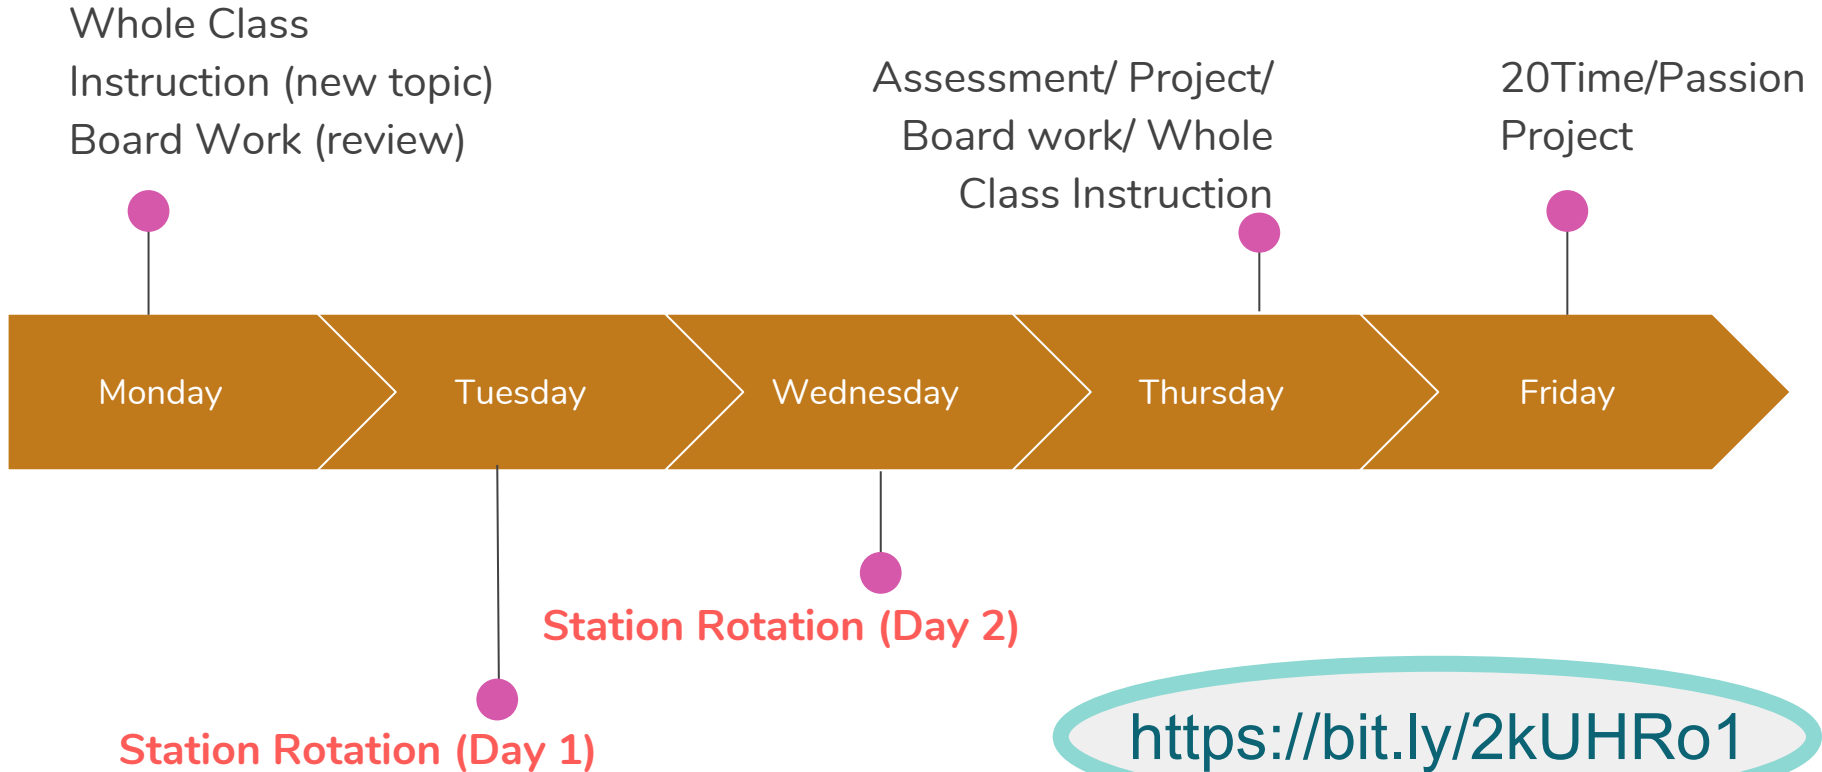 Whole Class
Instruction (new topic)
Board Work (review)
Assessment/ Project/
Board work/ Whole
Class Instruction
20Time/Passion
Project
Monday
Tuesday
Wednesday
Thursday
Friday
Station Rotation (Day 2)
Station Rotation (Day 1)
https://bit.ly/2kUHRo1